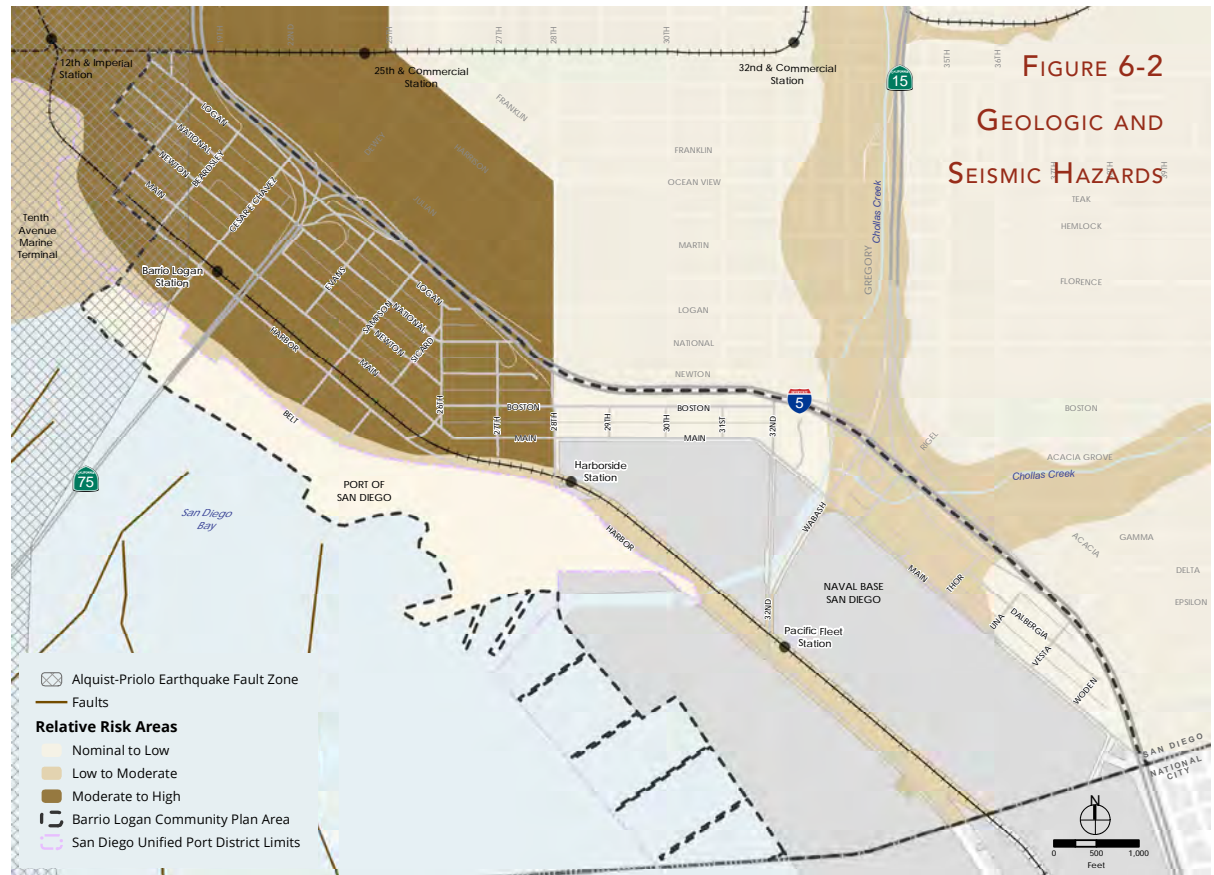 FIGURE 6-2
GEOLOGIC AND
SEISMIC HAZARDS
12th & Imperial
Station
25th & Commercial
Station
32nd & Commercial
Station
27TH
28TH
30TH
35TH
36TH
39TH
CALIFORNIA
15
FRANKLIN
FRANKLIN
OCEAN VIEW
MARTIN
LOGAN
NATIONAL
NEWTON
GREGORY
Chollas Creek
TEAK
HEMLOCK
FLORENCE
BOSTON
ACACIA GROVE
Chollas Creek
RIGEL
ACACIA
GAMMA
DELTA
EPSILON
LOGAN
NATIONAL
NEWTON
BEARDSLEY
MAIN
CESAR E CHAVEZ
Tenth
Avenue
Marine
Terminal
Barrio Logan
Station
EVANS
LOGAN
SAMPSON
NATIONAL
NEWTON
SICARD
HARBOR
MAIN
BELT
26TH
27TH
28TH
BOSTON
MAIN
BOSTON
29TH
30TH
31ST
32ND
MAIN
5
Harborside
Station
PORT OF
SAN DIEGO
CALIFORNIA
75
San Diego
Bay
HARBOR
WABASH
32ND
NAVAL BASE
SAN DIEGO
MAIN
THOR
UNA
DALBERGIA
VESTA
WODEN
Pacific Fleet
Station
SAN DIEGO
NATIONAL
CITY
Alquist-Priolo Earthquake Fault Zone
Faults
Relative Risk Areas
Nominal to Low
Low to Moderate
Moderate to High
Barrio Logan Community Plan Area
San Diego Unified Port District Limits
N
0 500 1,000
Feet